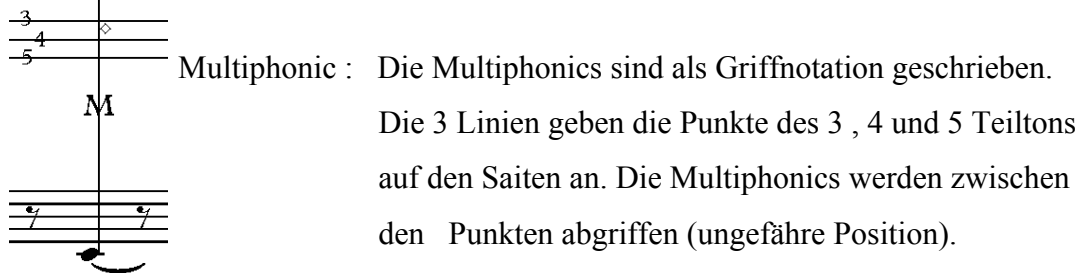 3
4
5
Multiphonic : Die Multiphonics sind als Griffnotation geschrieben.
M
Die 3 Linien geben die Punkte des 3 , 4 und 5 Teiltons
auf den Saiten an. Die Multiphonics werden zwischen
den Punkten abgriffen (ungefähre Position).